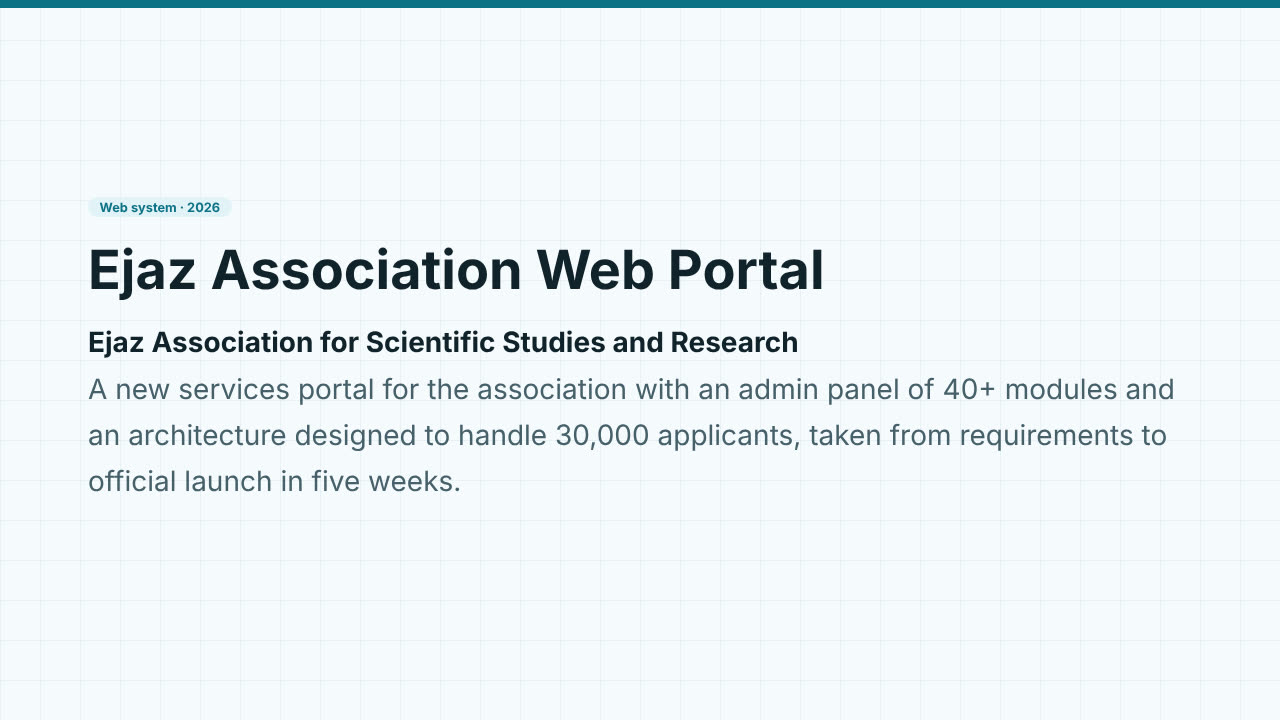 Web system · 2026
Ejaz Association Web Portal
Ejaz Association for Scientific Studies and Research
A new services portal for the association with an admin panel of 40+ modules and
an architecture designed to handle 30,000 applicants, taken from requirements to
official launch in five weeks.